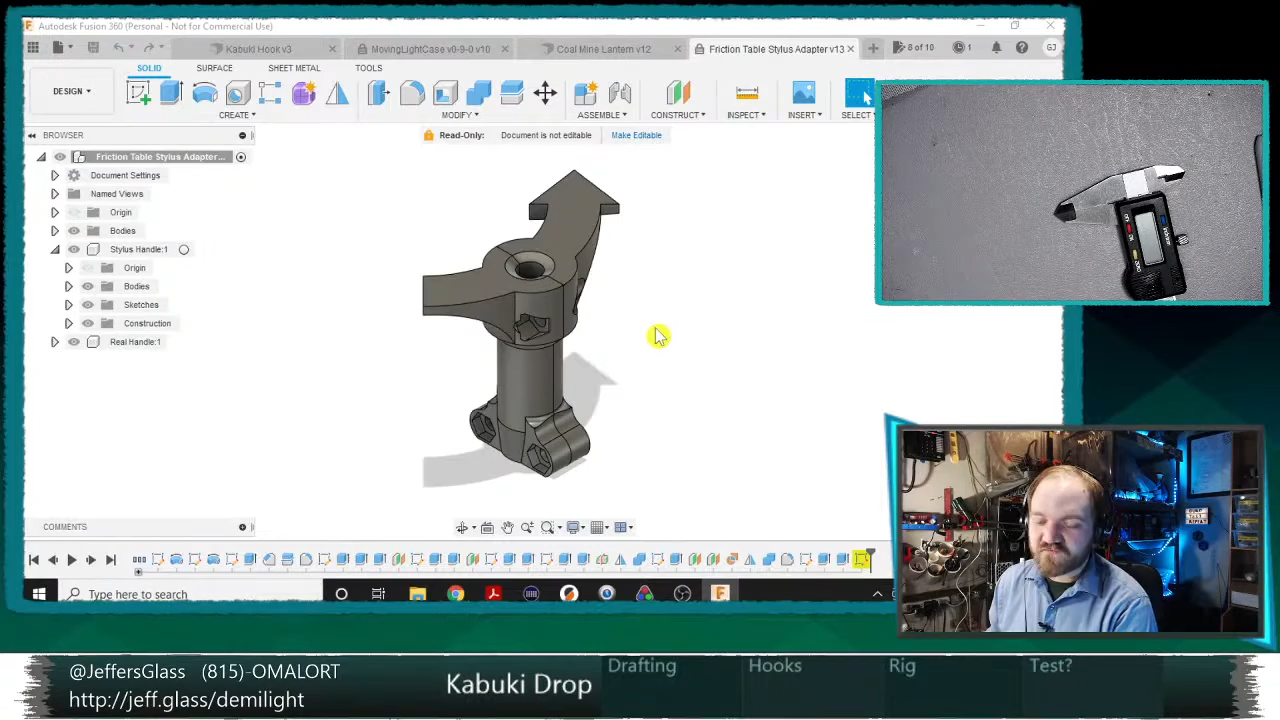 Autodesk Fusion 360 (Personal - Not for Commercial Use)
Kabuki Hook v3
MovingLightCase v0-9-0 v10
Coal Mine Lantern v12
Friction Table Stylus Adapter v13
8 of 10
1
GJ
DESIGN
SOLID
SURFACE
SHEET METAL
TOOLS
CREATE
MODIFY
ASSEMBLE
CONSTRUCT
INSPECT
INSERT
SELECT
BROWSER
Read-Only:
Document is not editable
Make Editable
Friction Table Stylus Adapter...
Document Settings
Named Views
Origin
Bodies
Stylus Handle:1
Origin
Bodies
Sketches
Construction
Real Handle:1
COMMENTS
Type here to search
@JeffersGlass (815)-OMALORT
http://jeff.glass/demilight
Kabuki Drop
Drafting
Hooks
Rig
Test?